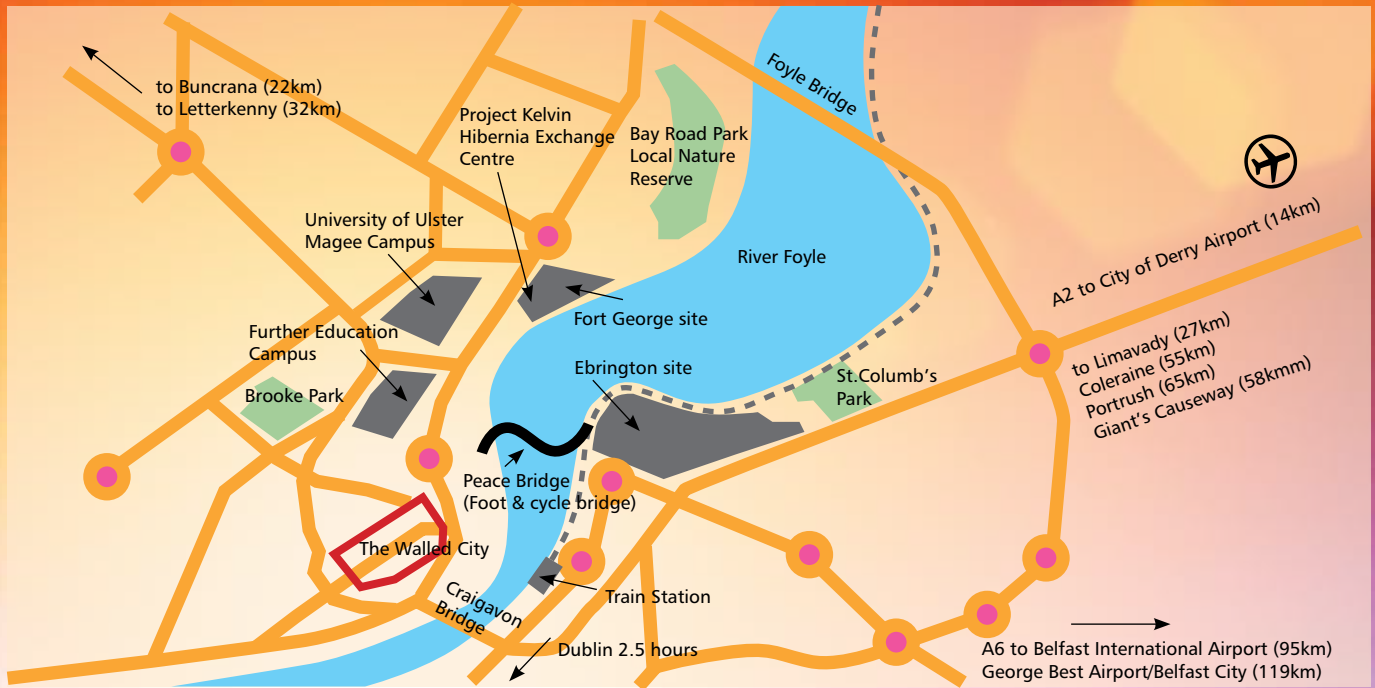 to Buncrana (22km)
to Letterkenny (32km)
Project Kelvin
Hibernia Exchange
Centre
Bay Road Park
Local Nature
Reserve
Foyle Bridge
University of Ulster
Magee Campus
River Foyle
A2 to City of Derry Airport (14km)
Fort George site
Further Education
Campus
Ebrington site
to Limavady (27km)
Coleraine (55km)
Portrush (65km)
Giant's Causeway (58kmm)
St.Columb's
Park
Brooke Park
Peace Bridge
(Foot & cycle bridge)
The Walled City
Craigavon
Bridge
Train Station
Dublin 2.5 hours
A6 to Belfast International Airport (95km)
George Best Airport/Belfast City (119km)